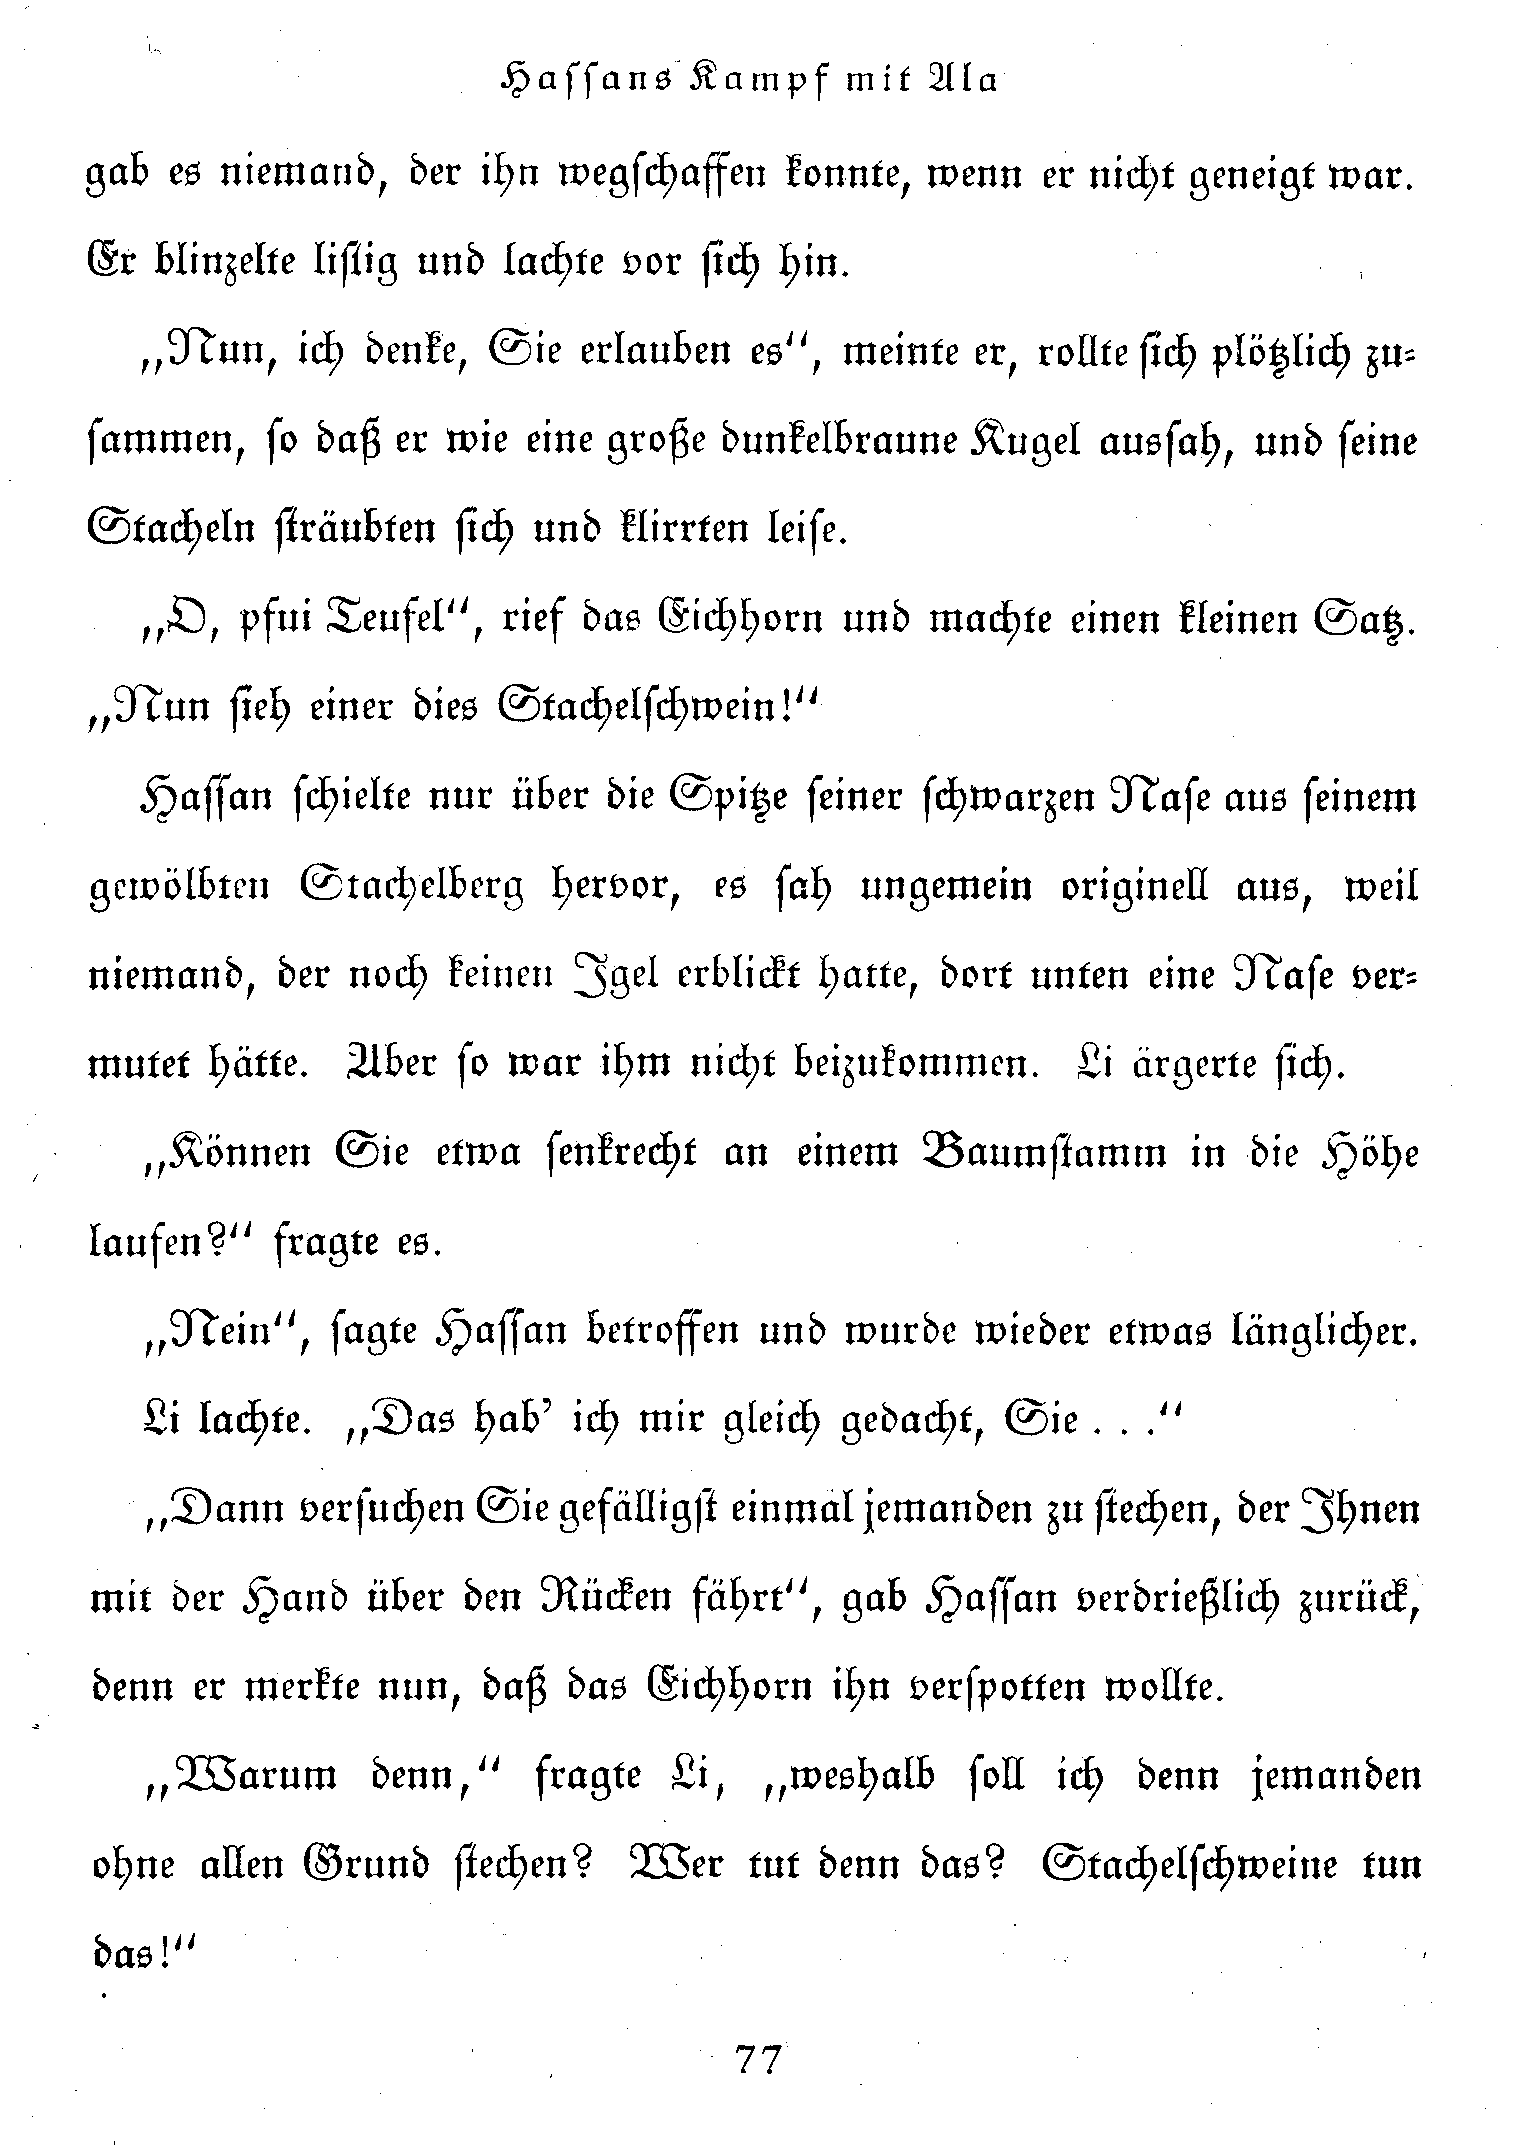 Hassans Kampf mit Ala
gab es niemand, der ihn wegschaffen konnte, wenn er nicht geneigt war.
Er blinzelte listig und lachte vor sich hin.
„Nun, ich denke, Sie erlauben es“, meinte er, rollte sich plötzlich zu-
sammen, so daß er wie eine große dunkelbraune Kugel aussah, und seine
Stacheln sträubten sich und klirrten leise.
„O, pfui Teufel“, rief das Eichhorn und machte einen kleinen Satz.
„Nun sieh einer dies Stachelschwein!“
Hassan schielte nur über die Spitze seiner schwarzen Nase aus seinem
gewölbten Stachelberg hervor, es sah ungemein originell aus, weil
niemand, der noch keinen Igel erblickt hatte, dort unten eine Nase ver-
mutet hätte. Aber so war ihm nicht beizukommen. Li ärgerte sich.
„Können Sie etwa senkrecht an einem Baumstamm in die Höhe
laufen?“ fragte es.
„Nein“, sagte Hassan betroffen und wurde wieder etwas länglicher.
Li lachte. „Das hab’ ich mir gleich gedacht, Sie . . .“
„Dann versuchen Sie gefälligst einmal jemanden zu stechen, der Ihnen
mit der Hand über den Rücken fährt“, gab Hassan verdrießlich zurück,
denn er merkte nun, daß das Eichhorn ihn verspotten wollte.
„Warum denn,“ fragte Li, „weshalb soll ich denn jemanden
ohne allen Grund stechen? Wer tut denn das? Stachelschweine tun
das!“
77